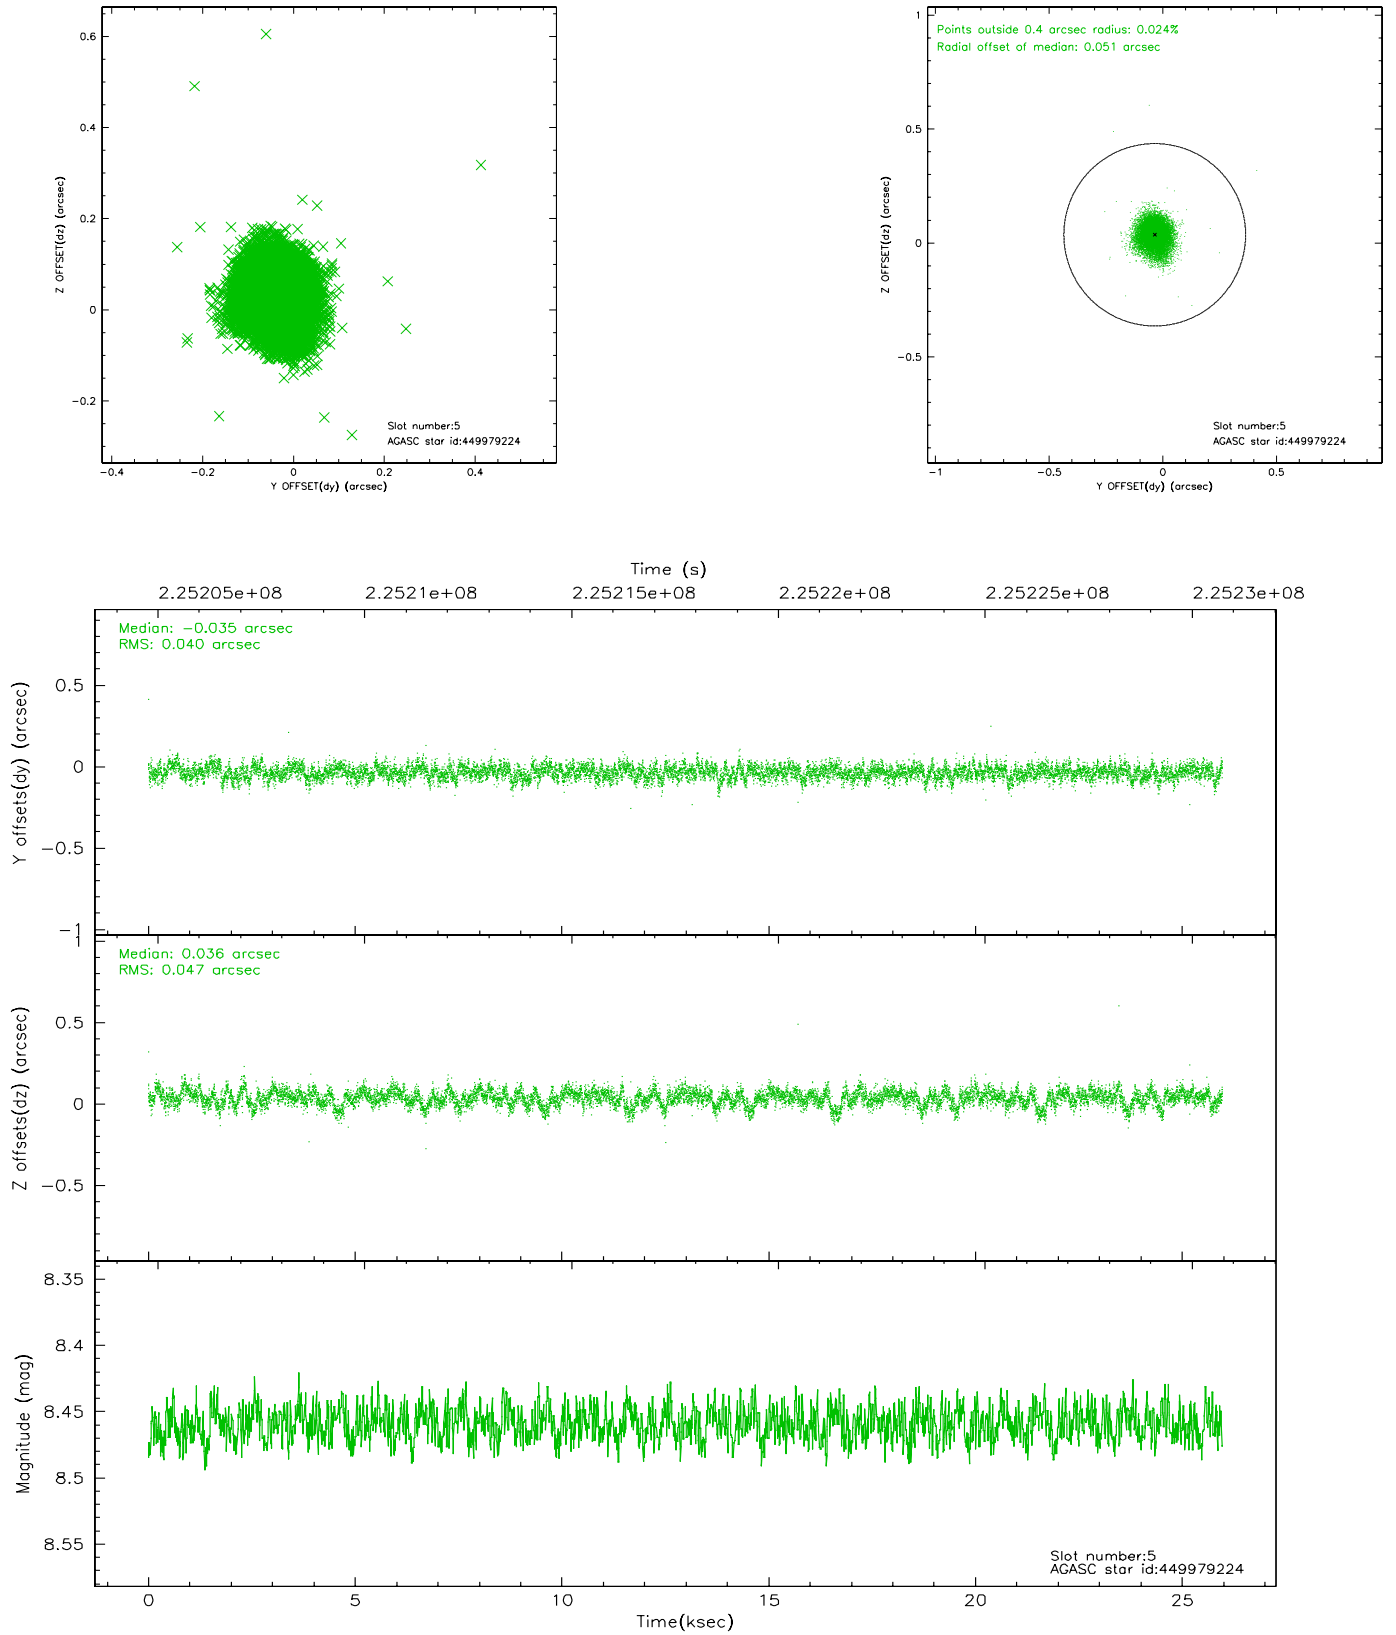 0.6
0.4
0.2
0
−0.2
Z OFFSET(dz) (arcsec)
Slot number:5
AGASC star id:449979224
−0.4 −0.2 0 0.2 0.4
Y OFFSET(dy) (arcsec)
Points outside 0.4 arcsec radius: 0.024%
Radial offset of median: 0.051 arcsec
1
0.5
0
−0.5
−1
Z OFFSET(dz) (arcsec)
Slot number:5
AGASC star id:449979224
−1 −0.5 0 0.5
Y OFFSET(dy) (arcsec)
Time (s)
2.25205e+08 2.2521e+08 2.25215e+08 2.2522e+08 2.25225e+08 2.2523e+08
Median: −0.035 arcsec
RMS: 0.040 arcsec
0.5
0
−0.5
−1
Y offsets(dy) (arcsec)
1
Median: 0.036 arcsec
RMS: 0.047 arcsec
0.5
0
−0.5
Z offsets(dz) (arcsec)
8.35
8.4
8.45
8.5
8.55
Magnitude (mag)
Slot number:5
AGASC star id:449979224
0 5 10 15 20 25
Time(ksec)